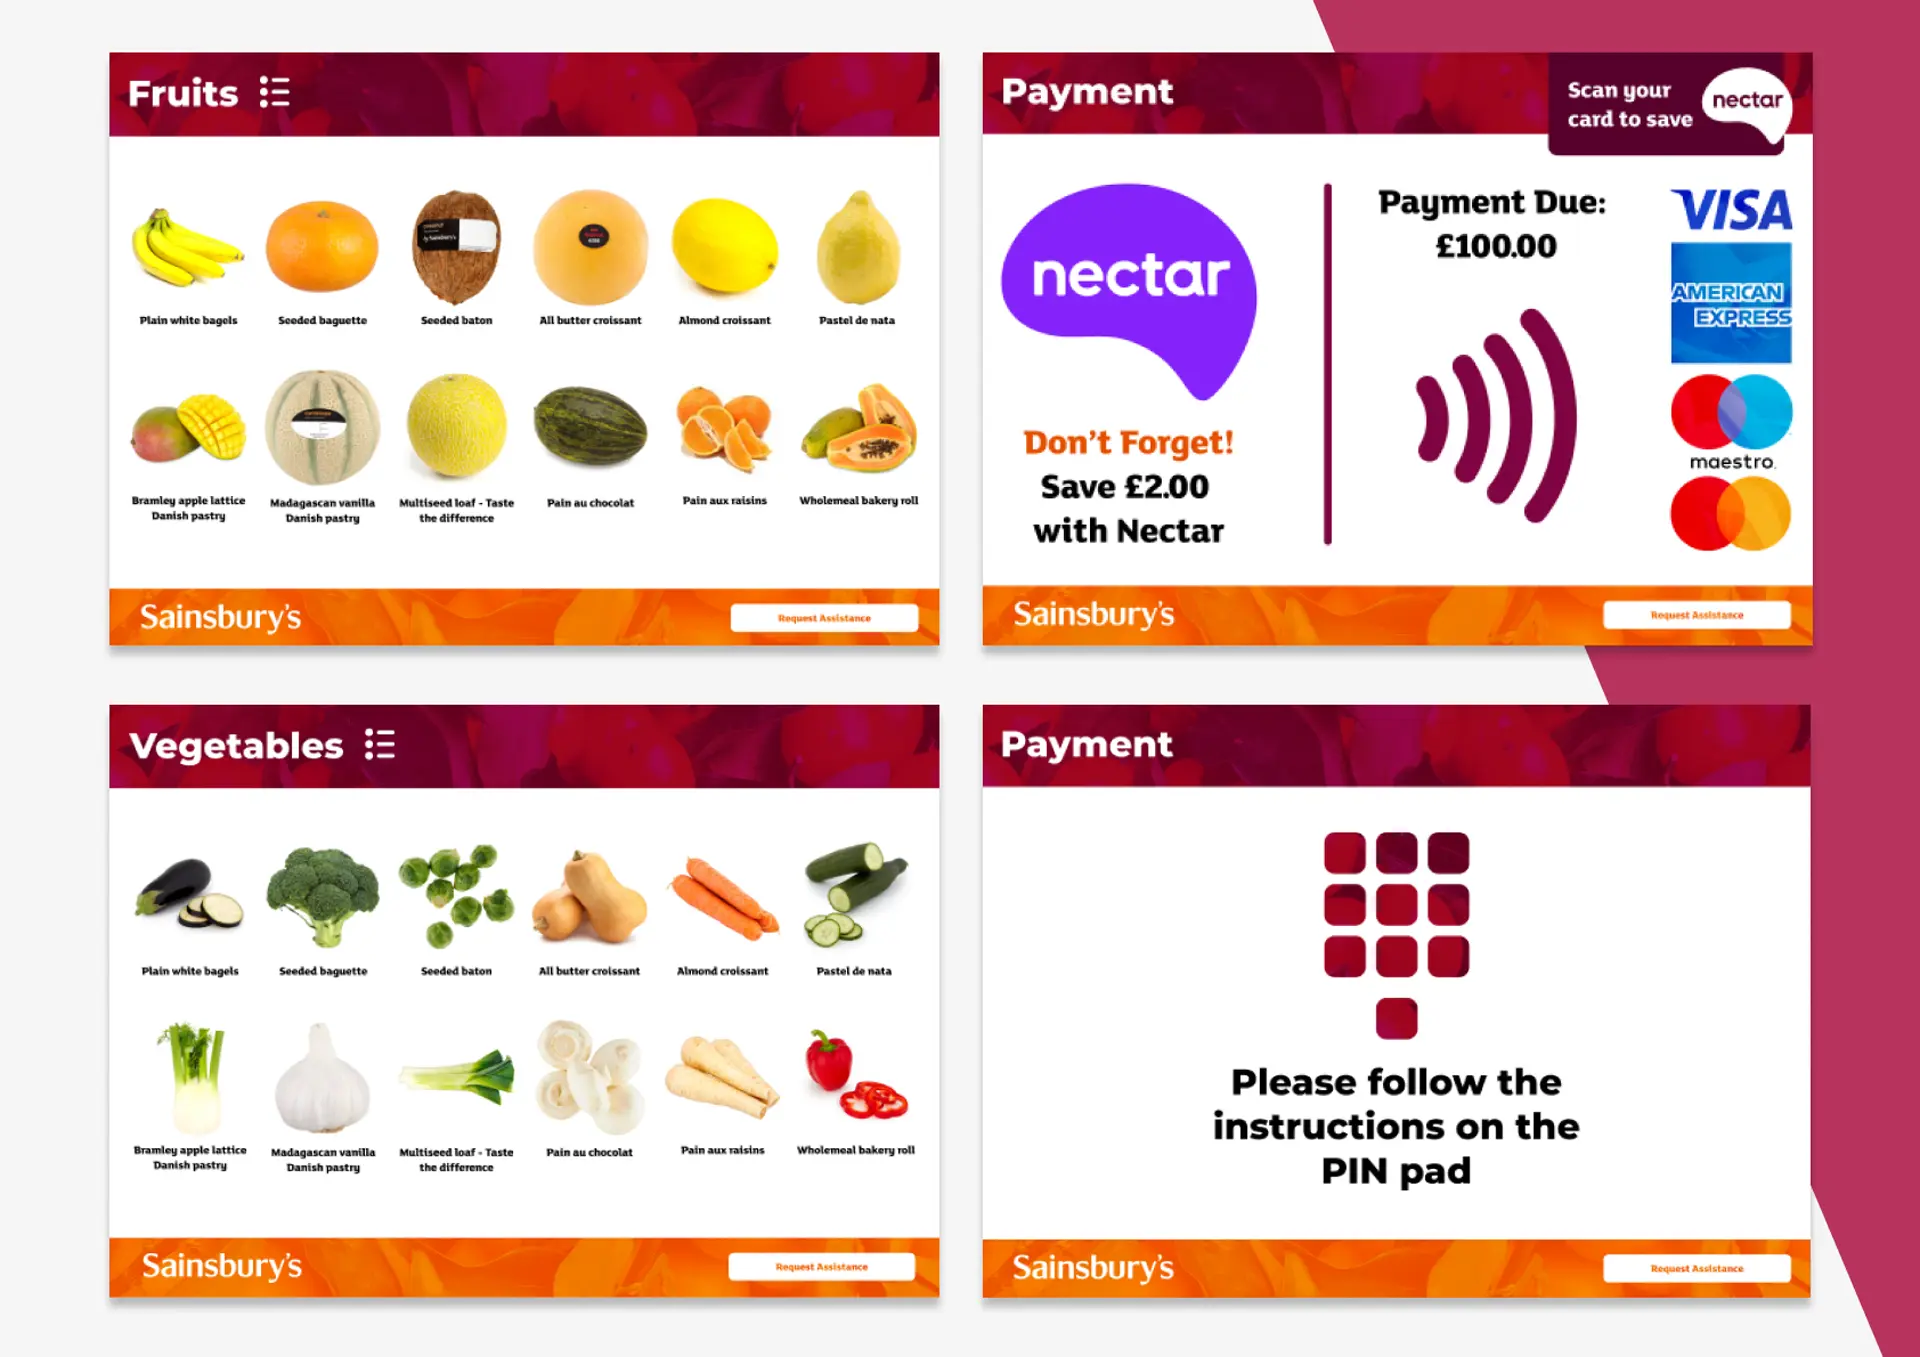 Fruits
Plain white bagels
Seeded baguette
Seeded baton
All butter croissant
Almond croissant
Pastel de nata
Bramley apple lattice
Danish pastry
Madagascan vanilla
Danish pastry
Multiseed loaf - Taste
the difference
Pain au chocolat
Pain aux raisins
Wholemeal bakery roll
Sainsbury's
Request Assistance
Payment
Scan your
card to save
nectar
nectar
Don't Forget!
Save £2.00
with Nectar
Payment Due:
£100.00
VISA
AMERICAN
EXPRESS
maestro.
Sainsbury's
Request Assistance
Vegetables
Plain white bagels
Seeded baguette
Seeded baton
All butter croissant
Almond croissant
Pastel de nata
Bramley apple lattice
Danish pastry
Madagascan vanilla
Danish pastry
Multiseed loaf - Taste
the difference
Pain au chocolat
Pain aux raisins
Wholemeal bakery roll
Sainsbury's
Request Assistance
Payment
Please follow the
instructions on the
PIN pad
Sainsbury's
Request Assistance